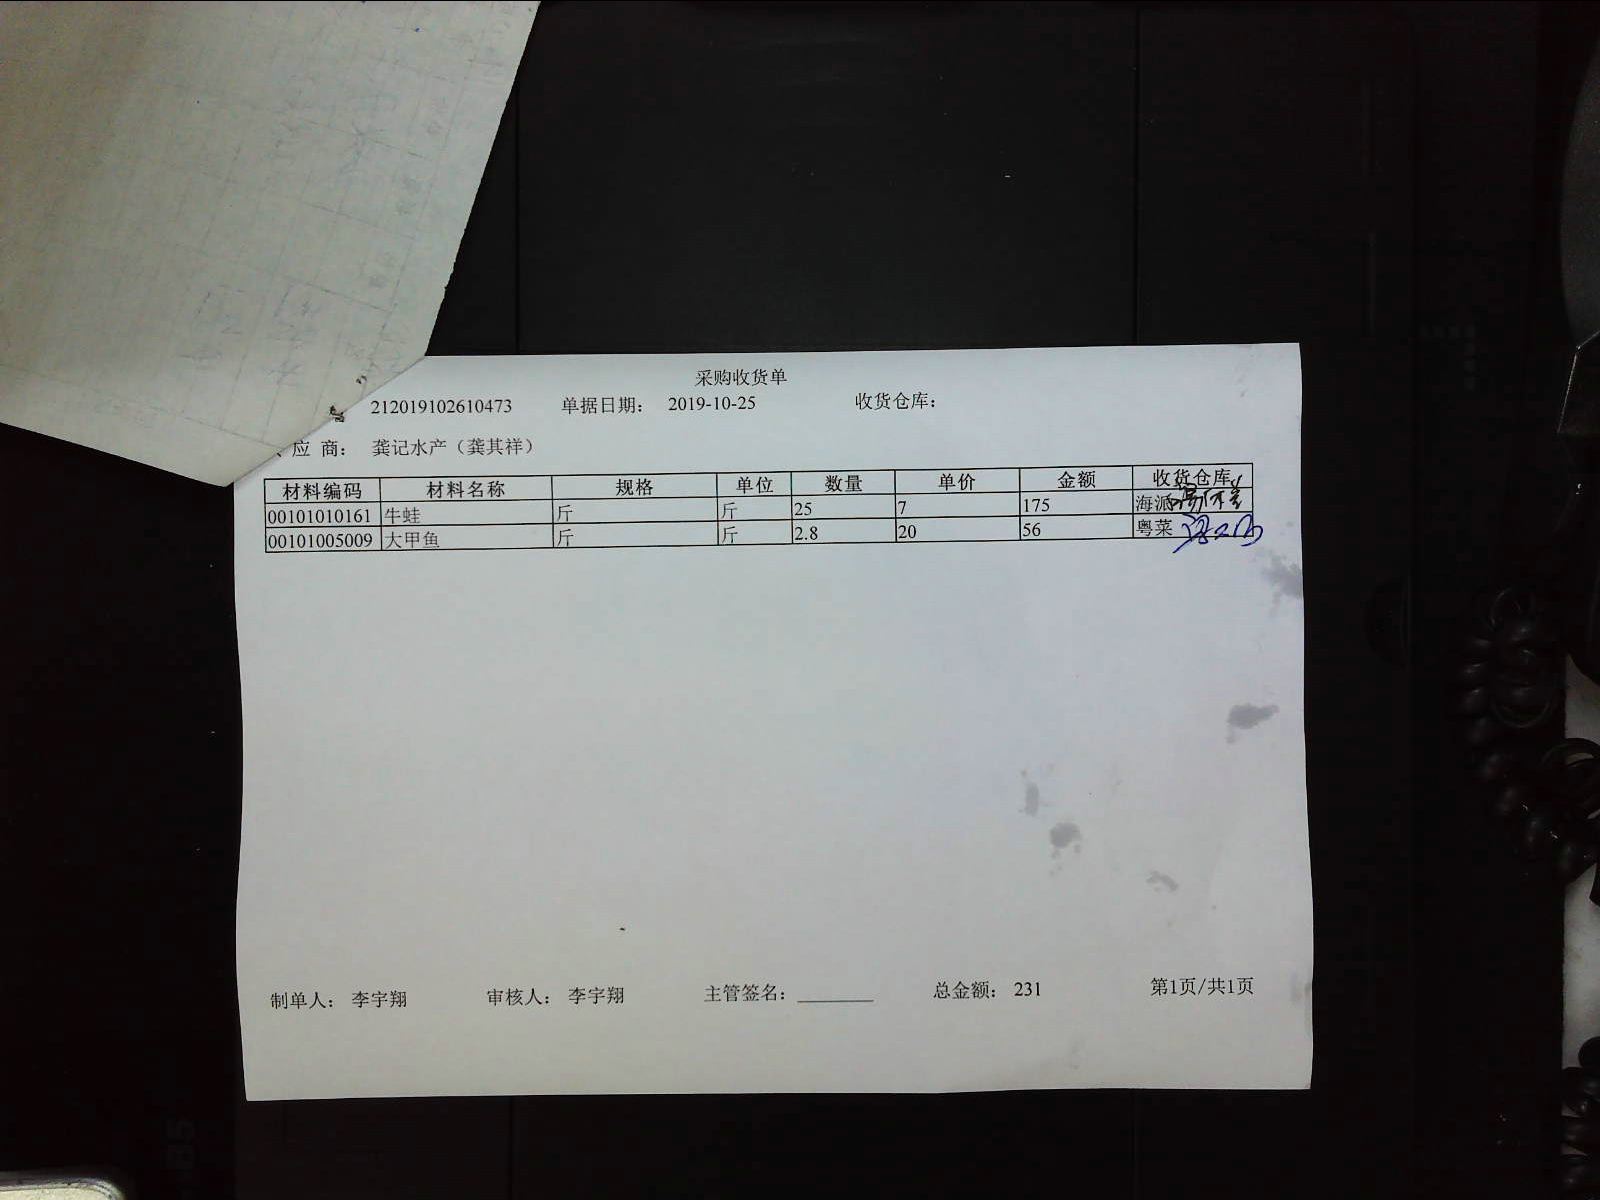 采购收货单
212019102610473 单据日期： 2019-10-25 收货仓库：
应 商： 龚记水产（龚其祥）
材料编码 材料名称 规格 单位 数量 单价 金额 收货仓库
00101010161 牛蛙 斤 斤 25 7 175 海派
00101005009 大甲鱼 斤 斤 2.8 20 56 粤菜
制单人： 李宇翔 审核人： 李宇翔 主管签名： 总金额： 231 第1页/共1页